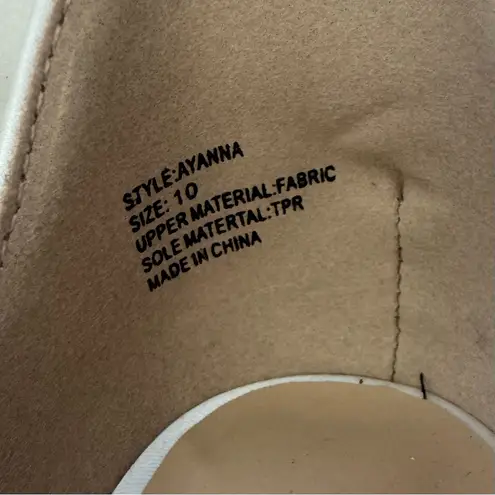 STYLE:AYANNA
SIZE: 10
UPPER MATERIAL:FABRIC
SOLE MATERTAL:TPR
MADE IN CHINA